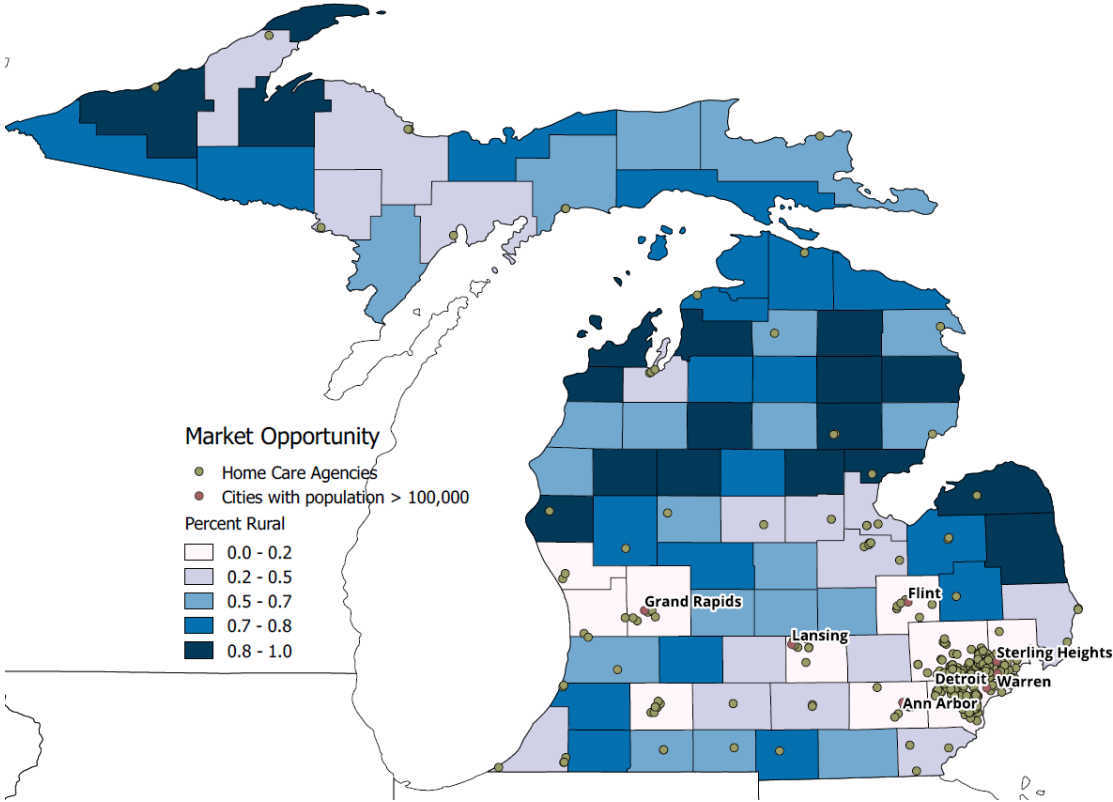 Market Opportunity
Home Care Agencies
Cities with population > 100,000
Percent Rural
0.0 - 0.2
0.2 - 0.5
0.5 - 0.7
0.7 - 0.8
0.8 - 1.0
Grand Rapids
Flint
Lansing
Sterling Heights
Detroit
Warren
Ann Arbor